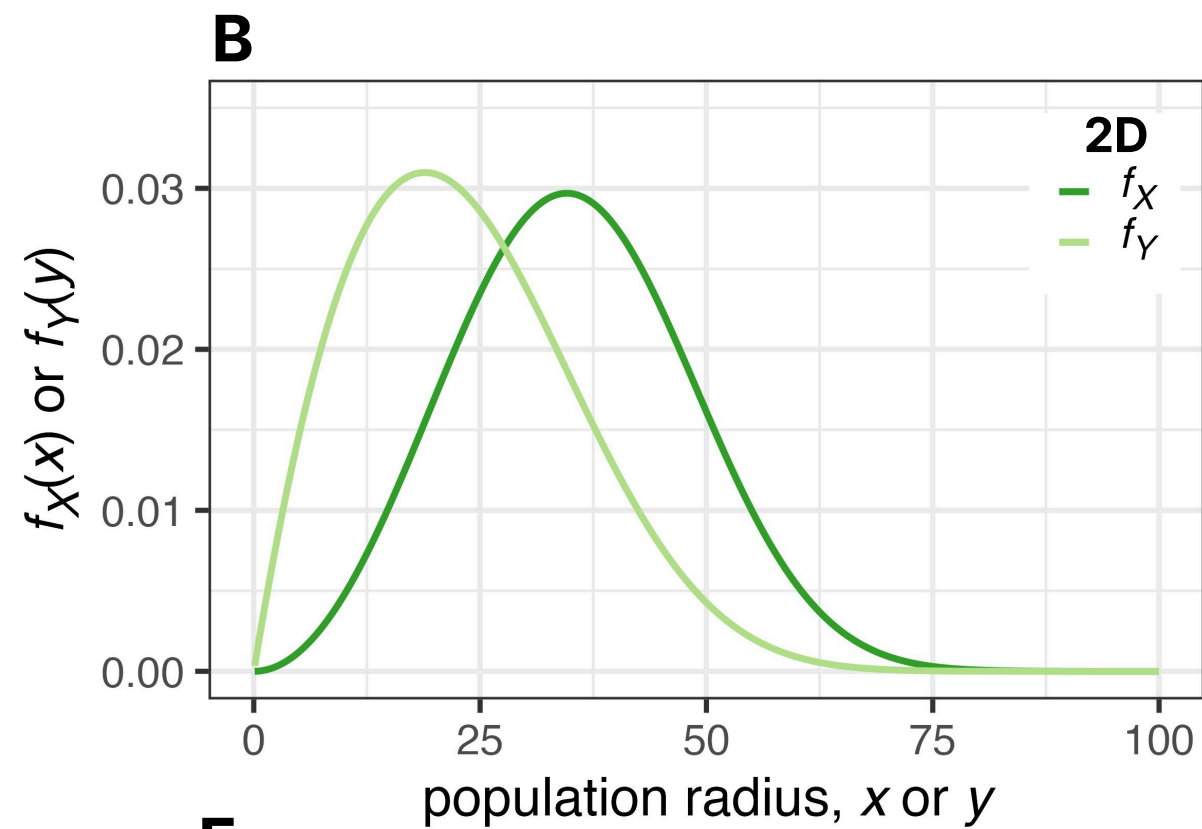 B
2D
f_X
f_Y
f_X(x) or f_Y(y)
0.03
0.02
0.01
0.00
0 25 50 75 100
population radius, x or y